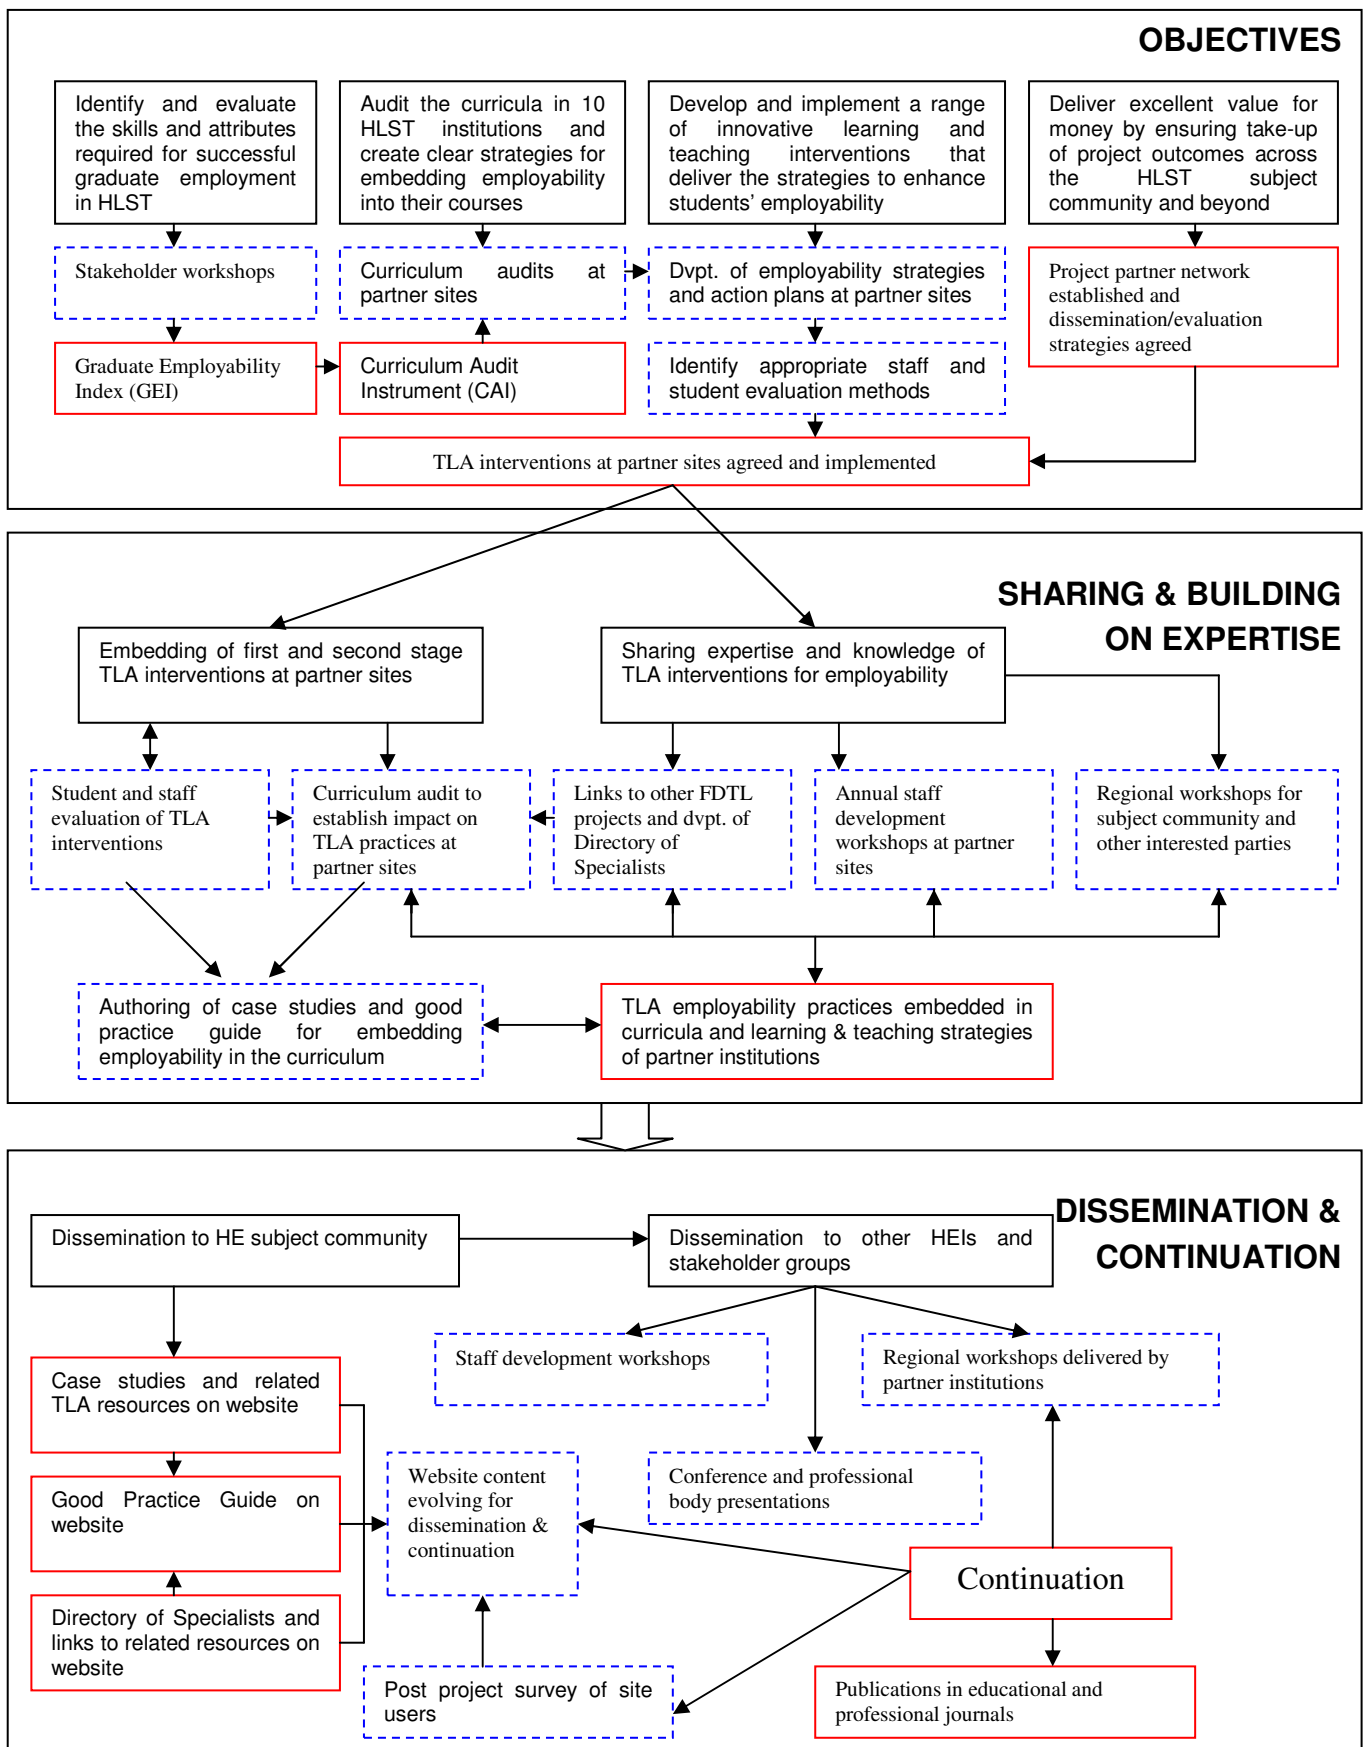 OBJECTIVES
Identify and evaluate
the skills and attributes
required for successful
graduate employment
in HLST
Audit the curricula in 10
HLST institutions and
create clear strategies for
embedding employability
into their courses
Develop and implement a range
of innovative learning and
teaching interventions that
deliver the strategies to enhance
students' employability
Deliver excellent value for
money by ensuring take-up
of project outcomes across
the HLST subject
community and beyond
Stakeholder workshops
Curriculum audits at
partner sites
Dvpt. of employability strategies
and action plans at partner sites
Project partner network
established and
dissemination/evaluation
strategies agreed
Graduate Employability
Index (GEI)
Curriculum Audit
Instrument (CAI)
Identify appropriate staff and
student evaluation methods
TLA interventions at partner sites agreed and implemented
SHARING & BUILDING
ON EXPERTISE
Embedding of first and second stage
TLA interventions at partner sites
Sharing expertise and knowledge of
TLA interventions for employability
Student and staff
evaluation of TLA
interventions
Curriculum audit to
establish impact on
TLA practices at
partner sites
Links to other FDTL
projects and dvpt. of
Directory of
Specialists
Annual staff
development
workshops at partner
sites
Regional workshops for
subject community and
other interested parties
Authoring of case studies and good
practice guide for embedding
employability in the curriculum
TLA employability practices embedded in
curricula and learning & teaching strategies
of partner institutions
DISSEMINATION &
CONTINUATION
Dissemination to HE subject community
Dissemination to other HEIs and
stakeholder groups
Staff development workshops
Regional workshops delivered by
partner institutions
Case studies and related
TLA resources on website
Website content
evolving for
dissemination &
continuation
Conference and professional
body presentations
Good Practice Guide on
website
Continuation
Directory of Specialists and
links to related resources on
website
Post project survey of site
users
Publications in educational and
professional journals